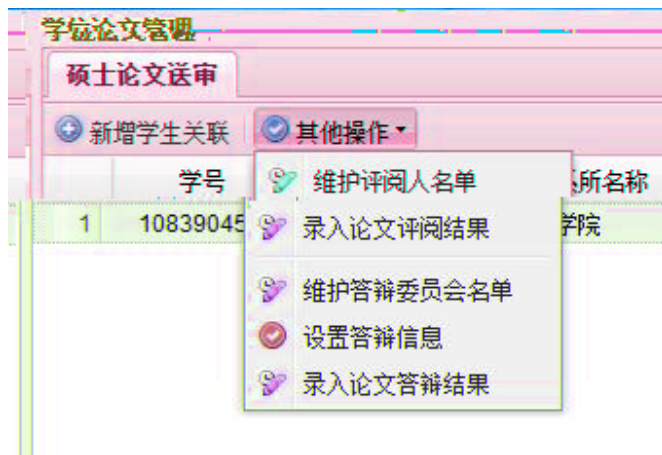 学位论文管理
硕士论文送审
新增学生关联 其他操作
学号 所名称
1 10839045 学院
维护评阅人名单
录入论文评阅结果
维护答辩委员会名单
设置答辩信息
录入论文答辩结果